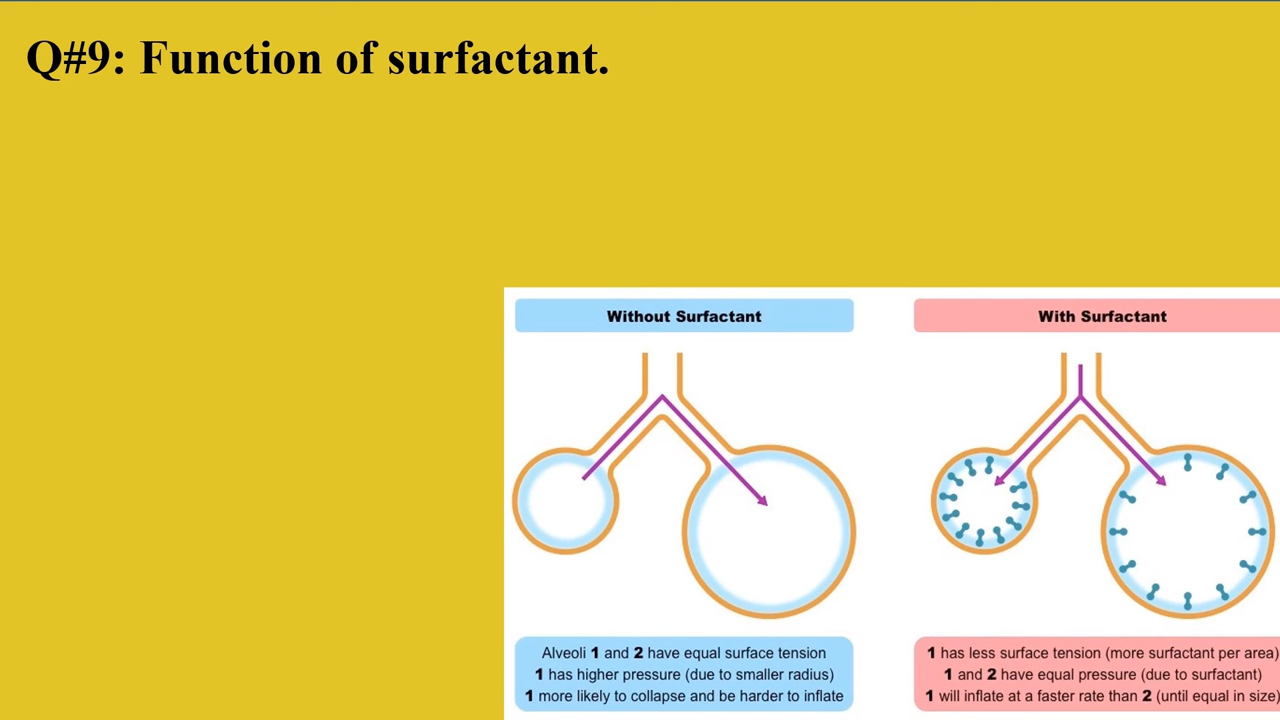 Q#9: Function of surfactant.
Without Surfactant
Alveoli 1 and 2 have equal surface tension
1 has higher pressure (due to smaller radius)
1 more likely to collapse and be harder to inflate
With Surfactant
1 has less surface tension (more surfactant per area)
1 and 2 have equal pressure (due to surfactant)
1 will inflate at a faster rate than 2 (until equal in size)